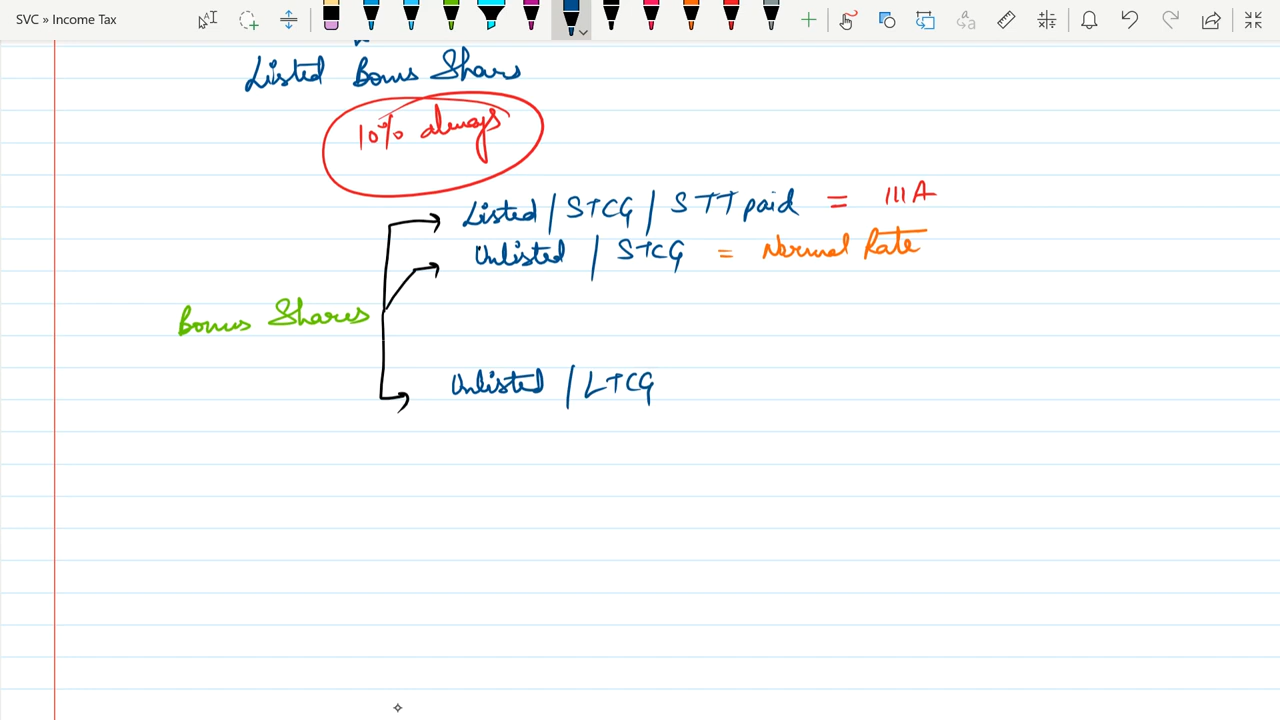 SVC » Income Tax
Listed Bonus Shares
10% always
Listed / STCG / STT paid = 111A
Unlisted / STCG = Normal Rate
Bonus Shares
Unlisted / LTCG